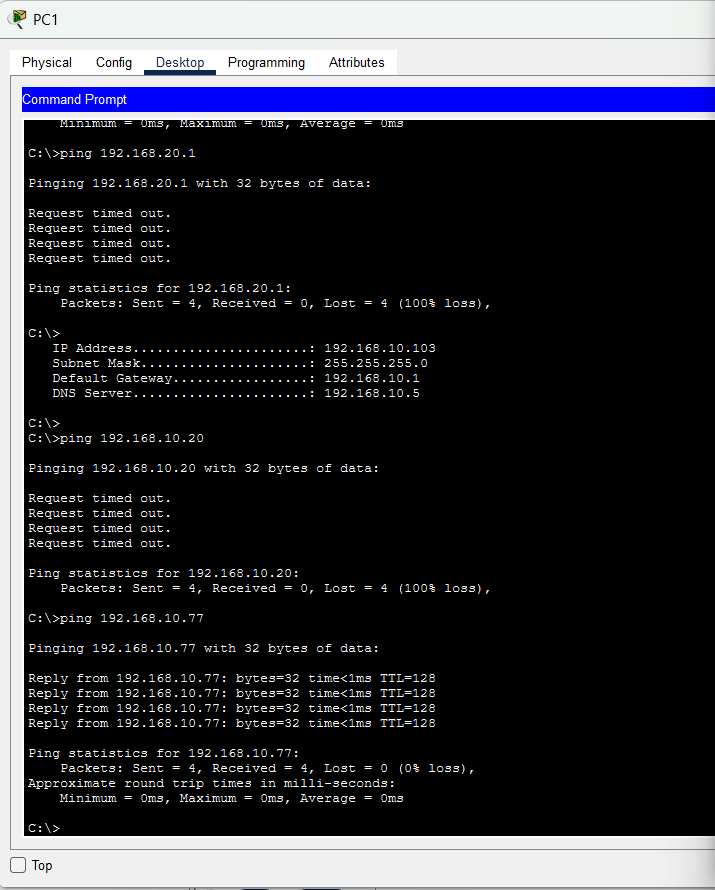 PC1
Physical Config Desktop Programming Attributes
Command Prompt
Minimum = 0ms, Maximum = 0ms, Average = 0ms
C:\>ping 192.168.20.1
Pinging 192.168.20.1 with 32 bytes of data:
Request timed out.
Request timed out.
Request timed out.
Request timed out.
Ping statistics for 192.168.20.1:
Packets: Sent = 4, Received = 0, Lost = 4 (100% loss),
C:\>
IP Address......................: 192.168.10.103
Subnet Mask.....................: 255.255.255.0
Default Gateway.................: 192.168.10.1
DNS Server......................: 192.168.10.5
C:\>
C:\>ping 192.168.10.20
Pinging 192.168.10.20 with 32 bytes of data:
Request timed out.
Request timed out.
Request timed out.
Request timed out.
Ping statistics for 192.168.10.20:
Packets: Sent = 4, Received = 0, Lost = 4 (100% loss),
C:\>ping 192.168.10.77
Pinging 192.168.10.77 with 32 bytes of data:
Reply from 192.168.10.77: bytes=32 time<1ms TTL=128
Reply from 192.168.10.77: bytes=32 time<1ms TTL=128
Reply from 192.168.10.77: bytes=32 time<1ms TTL=128
Reply from 192.168.10.77: bytes=32 time<1ms TTL=128
Ping statistics for 192.168.10.77:
Packets: Sent = 4, Received = 4, Lost = 0 (0% loss),
Approximate round trip times in milli-seconds:
Minimum = 0ms, Maximum = 0ms, Average = 0ms
C:\>
Top